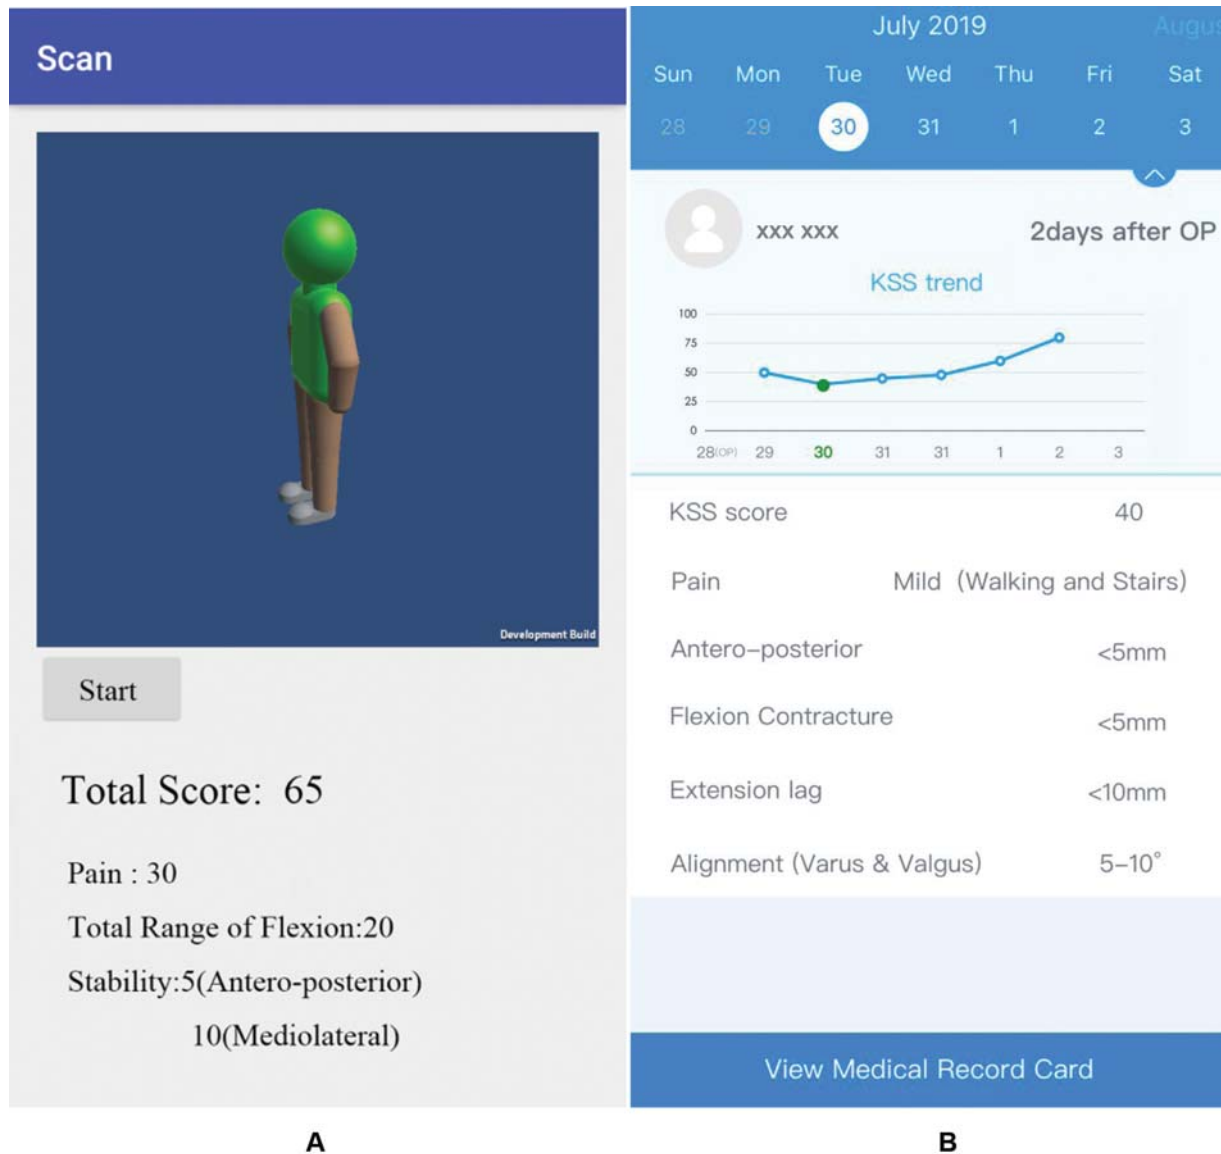 Scan
Development Build
Start
Total Score: 65
Pain : 30
Total Range of Flexion:20
Stability:5(Antero-posterior)
10(Mediolateral)
A
July 2019 Augus
Sun Mon Tue Wed Thu Fri Sat
28 29 30 31 1 2 3
xxx xxx 2days after OP
KSS trend
100
75
50
25
0
28(OP) 29 30 31 31 1 2 3
KSS score 40
Pain Mild (Walking and Stairs)
Antero-posterior <5mm
Flexion Contracture <5mm
Extension lag <10mm
Alignment (Varus & Valgus) 5-10°
View Medical Record Card
B